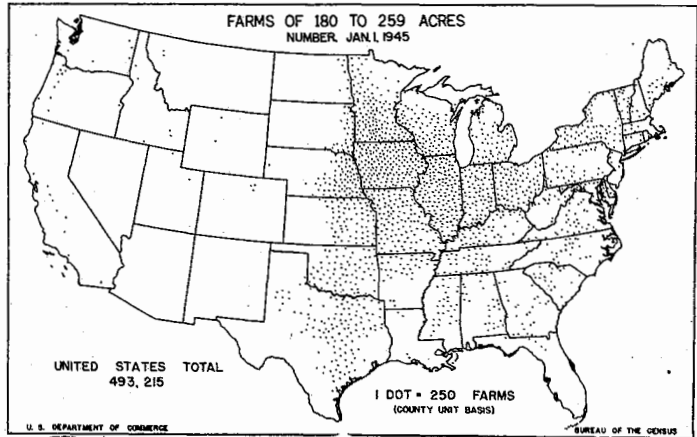 FARMS OF 180 TO 259 ACRES
NUMBER, JAN. 1, 1945
UNITED STATES TOTAL
493, 215
1 DOT = 250 FARMS
(COUNTY UNIT BASIS)
U. S. DEPARTMENT OF COMMERCE
BUREAU OF THE CENSUS